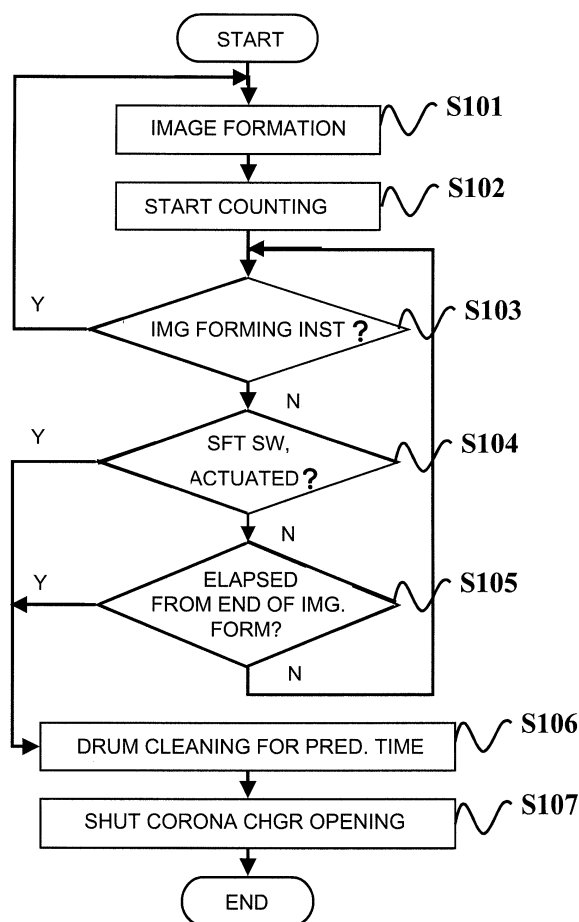 START
IMAGE FORMATION
S101
START COUNTING
S102
Y
IMG FORMING INST ?
S103
N
Y
SFT SW,
ACTUATED?
S104
N
Y
ELAPSED
FROM END OF IMG.
FORM?
S105
N
DRUM CLEANING FOR PRED. TIME
S106
SHUT CORONA CHGR OPENING
S107
END